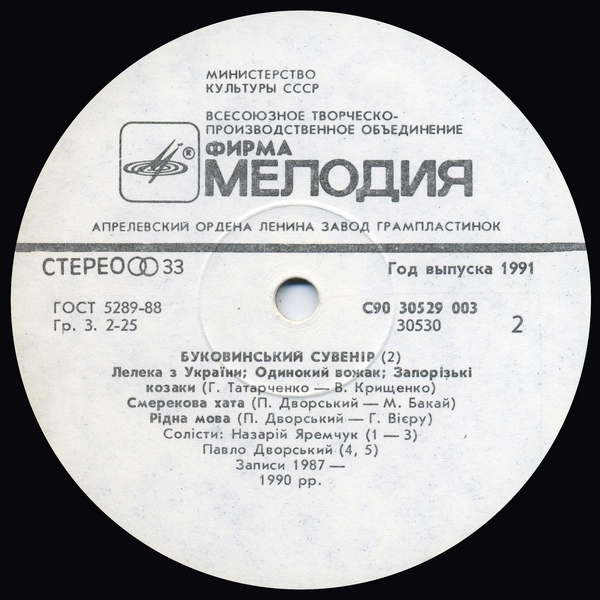 МИНИСТЕРСТВО
КУЛЬТУРЫ СССР
ВСЕСОЮЗНОЕ ТВОРЧЕСКО-
ПРОИЗВОДСТВЕННОЕ ОБЪЕДИНЕНИЕ
®
ФИРМА
МЕЛОДИЯ
АПРЕЛЕВСКИЙ ОРДЕНА ЛЕНИНА ЗАВОД ГРАМПЛАСТИНОК
СТЕРЕО 33
Год выпуска 1991
ГОСТ 5289-88
Гр. 3. 2-25
С90 30529 003
30530
2
БУКОВИНСЬКИЙ СУВЕНІР (2)
Лелека з України; Одинокий вожак; Запорізькі
козаки (Г. Татарченко — В. Крищенко)
Смерекова хата (П. Дворський — М. Бакай)
Рідна мова (П. Дворський — Г. Вієру)
Солісти: Назарій Яремчук (1 — 3)
Павло Дворський (4, 5)
Записи 1987 —
1990 рр.